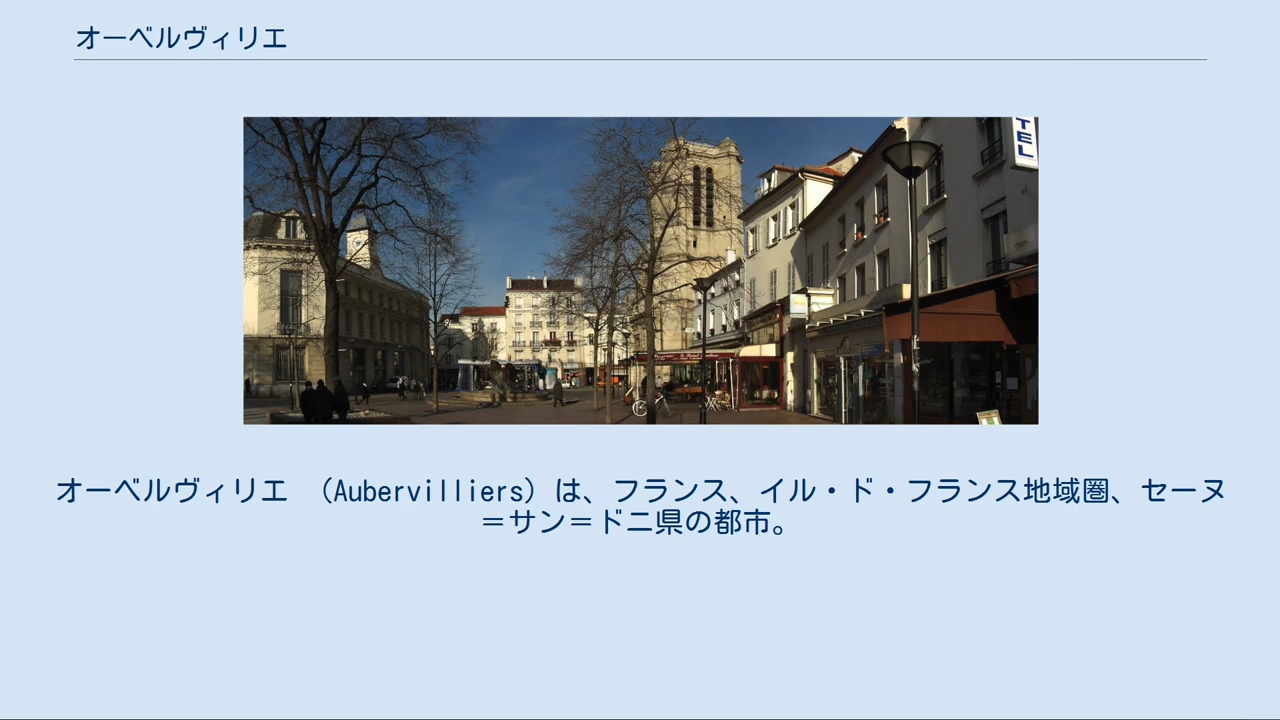 オーベルヴィリエ
TEL
オーベルヴィリエ （Aubervilliers）は、フランス、イル・ド・フランス地域圏、セーヌ
＝サン＝ドニ県の都市。